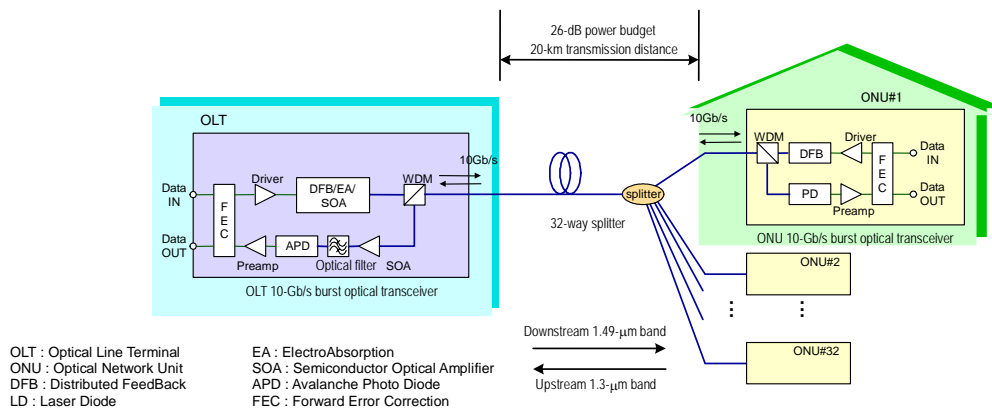 26-dB power budget
20-km transmission distance
ONU#1
OLT
10Gb/s
WDM
Driver
Data
IN
DFB
FEC
PD
Data
OUT
Preamp
ONU 10-Gb/s burst optical transceiver
10Gb/s
WDM
Driver
Data
IN
DFB/EA/
SOA
FEC
Data
OUT
APD
Preamp
Optical filter
SOA
OLT 10-Gb/s burst optical transceiver
splitter
32-way splitter
ONU#2
⋮
⋮
ONU#32
Downstream 1.49-μm band
Upstream 1.3-μm band
OLT : Optical Line Terminal
ONU : Optical Network Unit
DFB : Distributed FeedBack
LD : Laser Diode
EA : ElectroAbsorption
SOA : Semiconductor Optical Amplifier
APD : Avalanche Photo Diode
FEC : Forward Error Correction